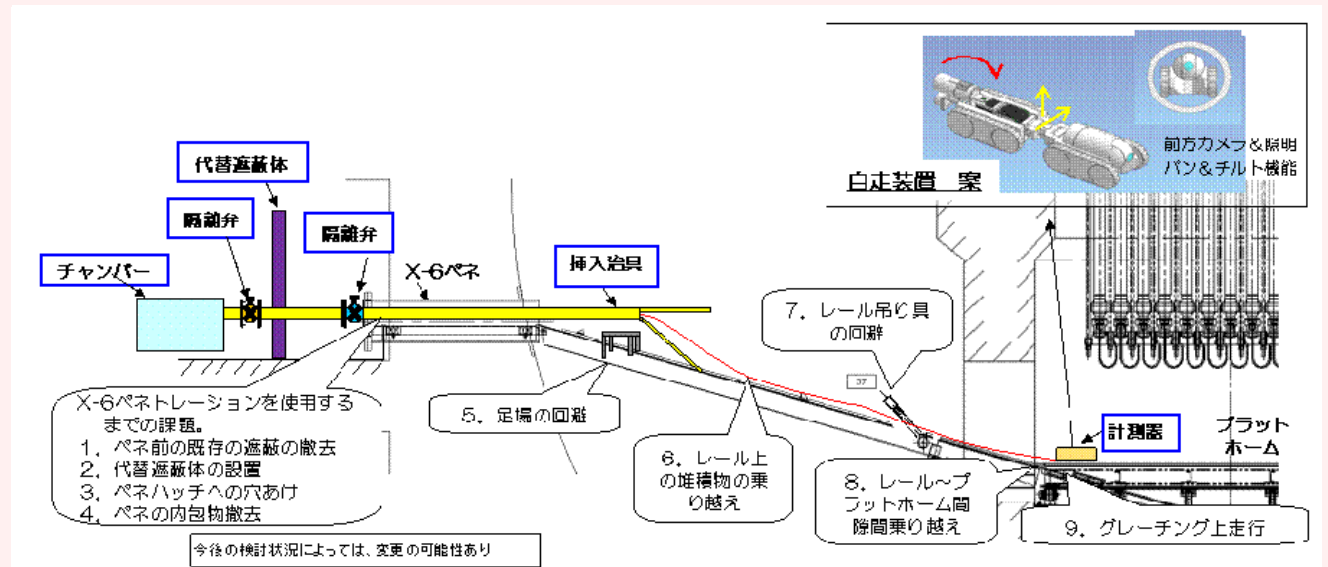 前方カメラ&照明
パン&チルト機能
自走装置 案
代替遮蔽体
隔離弁
隔離弁
チャンバー
X-6ペネ
挿入治具
7. レール吊り具
の回避
37
X-6ペネトレーションを使用する
までの課題。
1. ペネ前の既存の遮蔽の撤去
2. 代替遮蔽体の設置
3. ペネハッチへの穴あけ
4. ペネの内包物撤去
5. 足場の回避
6. レール上
の堆積物の乗
り越え
計測器
プラット
ホーム
8. レール~プ
ラットホーム間
隙間乗り越え
9. グレーチング上走行
今後の検討状況によっては、変更の可能性あり